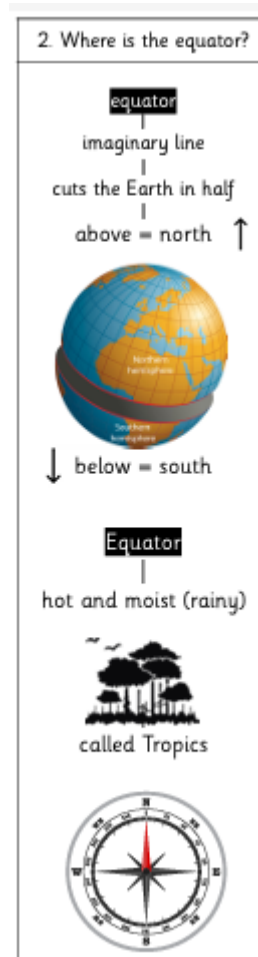 2. Where is the equator?
equator
imaginary line
cuts the Earth in half
above = north ↑
Northern
hemisphere
Southern
hemisphere
↓ below = south
Equator
hot and moist (rainy)
called Tropics
N
S